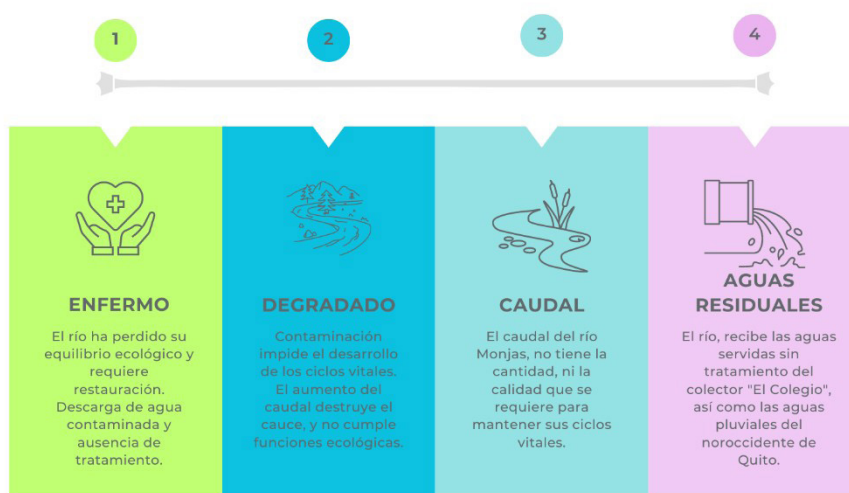 1
2
3
4
ENFERMO
El río ha perdido su
equilibrio ecológico y
requiere
restauración.
Descarga de agua
contaminada y
ausencia de
tratamiento.
DEGRADADO
Contaminación
impide el desarrollo
de los ciclos vitales.
El aumento del
caudal destruye el
cauce, y no cumple
funciones ecológicas.
CAUDAL
El caudal del río
Monjas, no tiene la
cantidad, ni la
calidad que se
requiere para
mantener sus ciclos
vitales.
AGUAS
RESIDUALES
El río, recibe las aguas
servidas sin
tratamiento del
colector "El Colegio",
así como las aguas
pluviales del
noroccidente de
Quito.